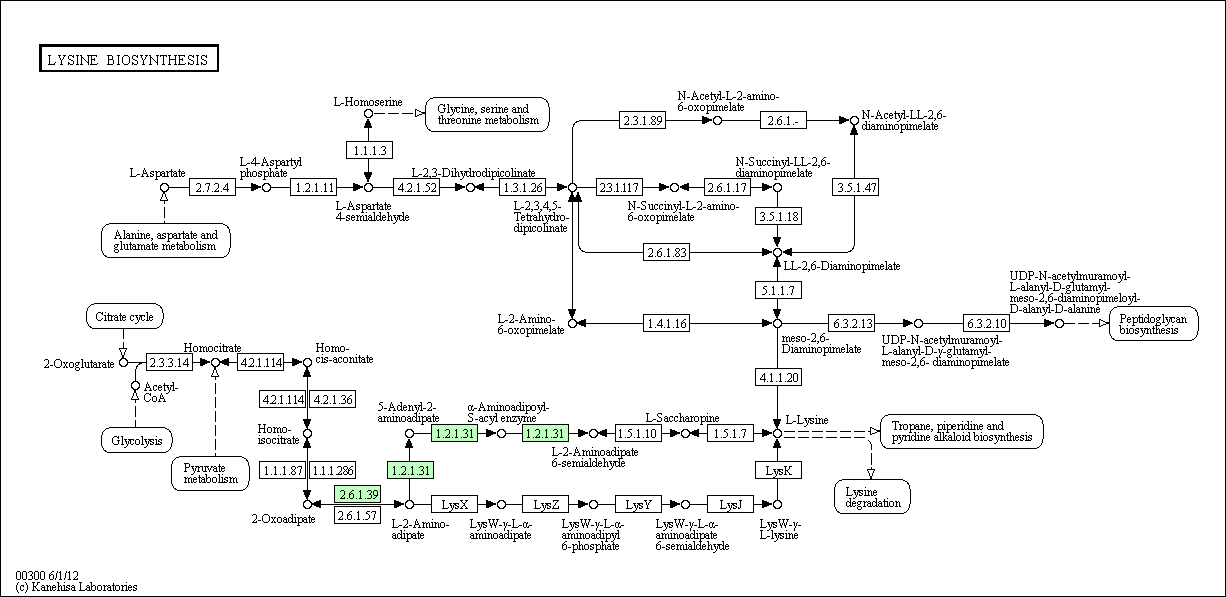 LYSINE BIOSYNTHESIS
L-Homoserine
Glycine, serine and
threonine metabolism
N-Acetyl-L-2-amino-
6-oxopimelate
2.3.1.89
2.6.1.-
N-Acetyl-LL-2,6-
diaminopimelate
1.1.1.3
L-Aspartate
L-4-Aspartyl
phosphate
L-2,3-Dihydrodipicolinate
N-Succinyl-LL-2,6-
diaminopimelate
2.7.2.4
1.2.1.11
4.2.1.52
1.3.1.26
2.3.1.117
2.6.1.17
3.5.1.47
L-Aspartate
4-semialdehyde
L-2,3,4,5-
Tetrahydro-
dipicolinate
N-Succinyl-L-2-amino-
6-oxopimelate
3.5.1.18
Alanine, aspartate and
glutamate metabolism
2.6.1.83
LL-2,6-Diaminopimelate
5.1.1.7
UDP-N-acetylmuramoyl-
L-alanyl-D-glutamyl-
meso-2,6-diaminopimeloyl-
D-alanyl-D-alanine
Citrate cycle
L-2-Amino-
6-oxopimelate
1.4.1.16
6.3.2.13
6.3.2.10
Peptidoglycan
biosynthesis
meso-2,6-
Diaminopimelate
UDP-N-acetylmuramoyl-
L-alanyl-D-γ-glutamyl-
meso-2,6- diaminopimelate
2-Oxoglutarate
2.3.3.14
Homocitrate
4.2.1.114
Homo-
cis-aconitate
4.1.1.20
Acetyl-
CoA
4.2.1.114
4.2.1.36
Glycolysis
Homo-
isocitrate
5-Adenyl-2-
aminoadipate
α-Aminoadipoyl-
S-acyl enzyme
L-Saccharopine
L-Lysine
1.2.1.31
1.2.1.31
1.5.1.10
1.5.1.7
Tropane, piperidine and
pyridine alkaloid biosynthesis
L-2-Aminoadipate
6-semialdehyde
Pyruvate
metabolism
1.1.1.87
1.1.1.286
1.2.1.31
LysK
Lysine
degradation
2.6.1.39
2.6.1.57
LysX
LysZ
LysY
LysJ
2-Oxoadipate
L-2-Amino-
adipate
LysW-γ-L-α-
aminoadipate
LysW-γ-L-α-
aminoadipyl
6-phosphate
LysW-γ-L-α-
aminoadipate
6-semialdehyde
LysW-γ-
L-lysine
00300 6/1/12
(c) Kanehisa Laboratories